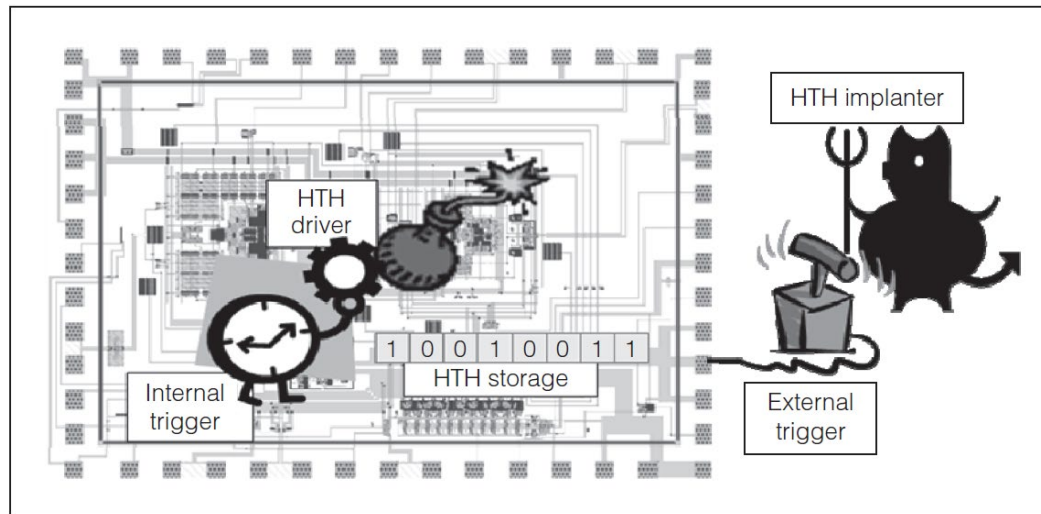 HTH implanter
HTH
driver
1 0 0 1 0 0 1 1
HTH storage
Internal
trigger
External
trigger